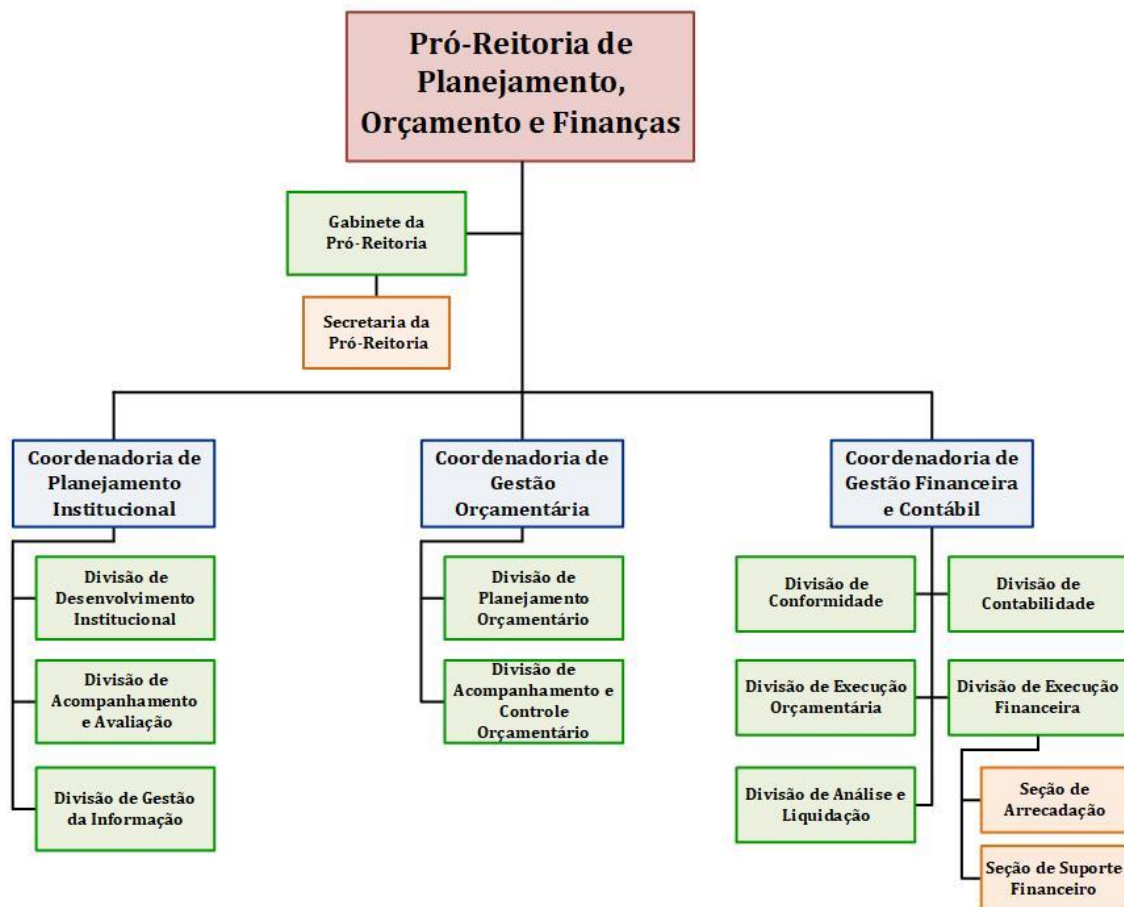 Pró-Reitoria de
Planejamento,
Orçamento e Finanças
Gabinete da
Pró-Reitoria
Secretaria da
Pró-Reitoria
Coordenadoria de
Planejamento
Institucional
Coordenadoria de
Gestão
Orçamentária
Coordenadoria de
Gestão Financeira
e Contábil
Divisão de
Desenvolvimento
Institucional
Divisão de
Planejamento
Orçamentário
Divisão de
Conformidade
Divisão de
Contabilidade
Divisão de
Acompanhamento
e Avaliação
Divisão de
Acompanhamento e
Controle
Orçamentário
Divisão de Execução
Orçamentária
Divisão de Execução
Financeira
Divisão de Gestão
da Informação
Divisão de Análise e
Liquidação
Seção de
Arrecadação
Seção de Suporte
Financeiro